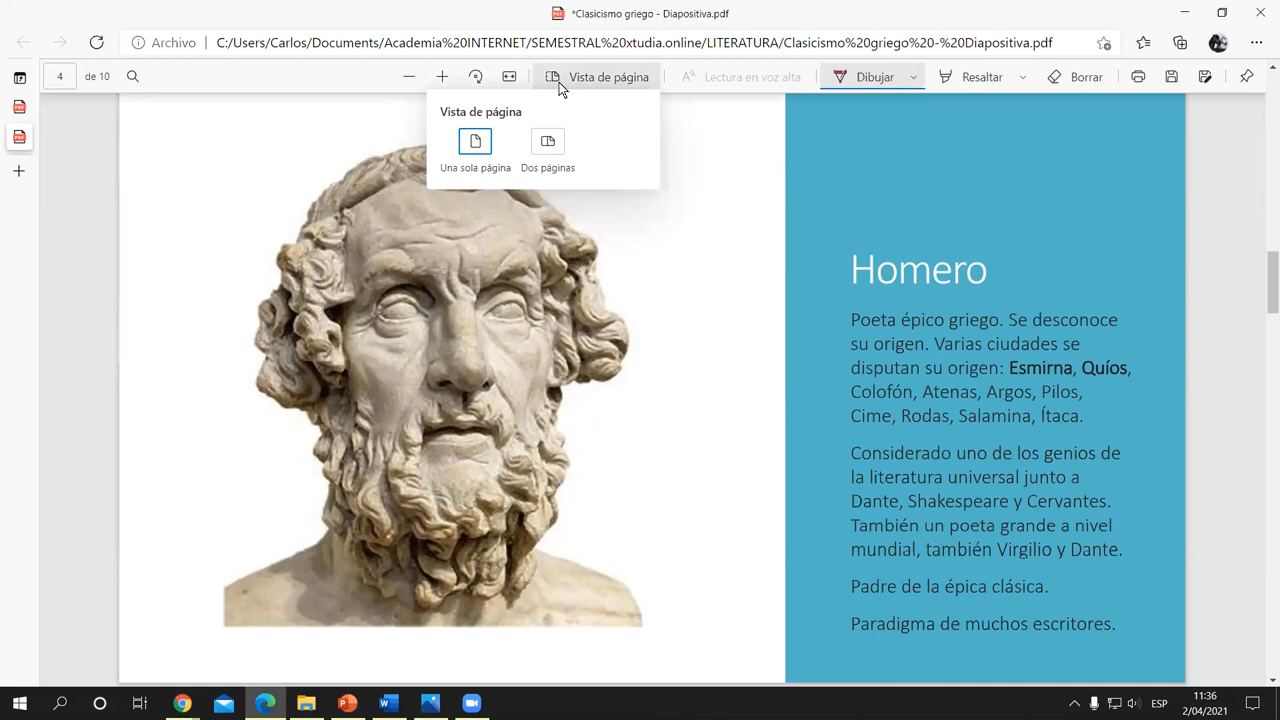 *Clasicismo griego - Diapositiva.pdf
Archivo
C:/Users/Carlos/Documents/Academia%20INTERNET/SEMESTRAL%20xtudia.online/LITERATURA/Clasicismo%20griego%20-%20Diapositiva.pdf
4 de 10
Vista de página
Lectura en voz alta
Dibujar
Resaltar
Borrar
Vista de página
Una sola página
Dos páginas
Homero
Poeta épico griego. Se desconoce
su origen. Varias ciudades se
disputan su origen: Esmirna, Quíos,
Colofón, Atenas, Argos, Pilos,
Cime, Rodas, Salamina, Ítaca.
Considerado uno de los genios de
la literatura universal junto a
Dante, Shakespeare y Cervantes.
También un poeta grande a nivel
mundial, también Virgilio y Dante.
Padre de la épica clásica.
Paradigma de muchos escritores.
ESP
11:36
2/04/2021